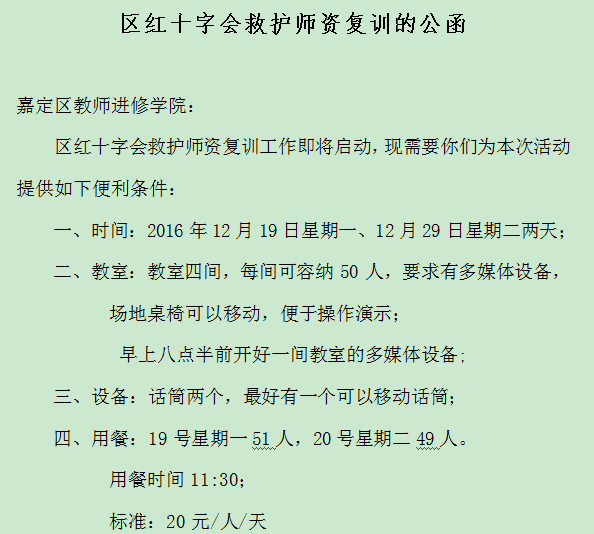 区红十字会救护师资复训的公函
嘉定区教师进修学院：
区红十字会救护师资复训工作即将启动，现需要你们为本次活动
提供如下便利条件：
一、时间：2016 年 12 月 19 日星期一、12 月 29 日星期二两天；
二、教室：教室四间，每间可容纳 50 人，要求有多媒体设备，
场地桌椅可以移动，便于操作演示；
早上八点半前开好一间教室的多媒体设备；
三、设备：话筒两个，最好有一个可以移动话筒；
四、用餐：19 号星期一 51 人，20 号星期二 49 人。
用餐时间 11:30；
标准：20 元/人/天